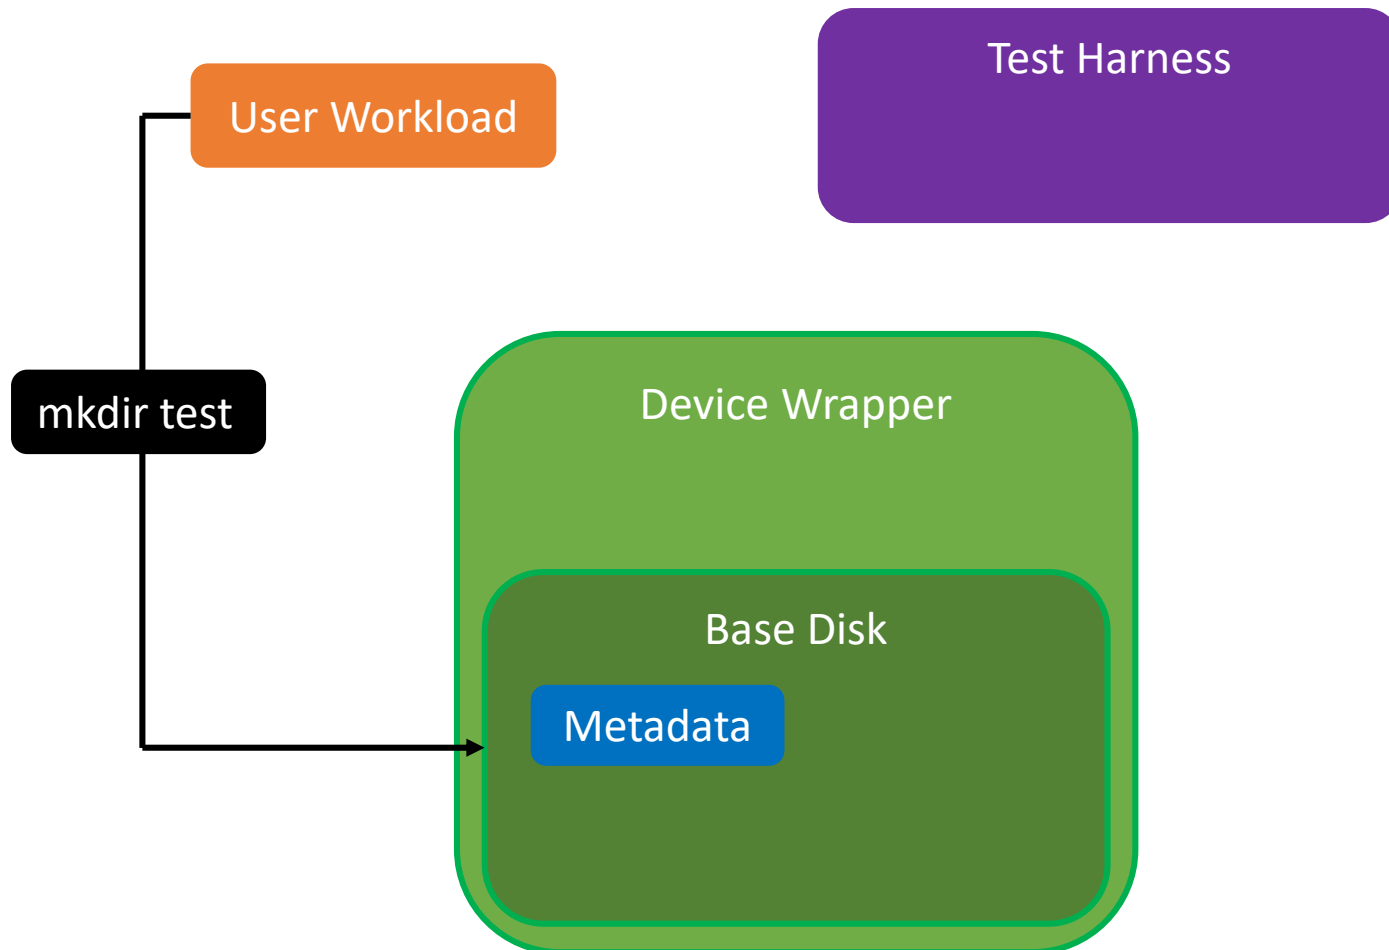 Test Harness
User Workload
mkdir test
Device Wrapper
Base Disk
Metadata